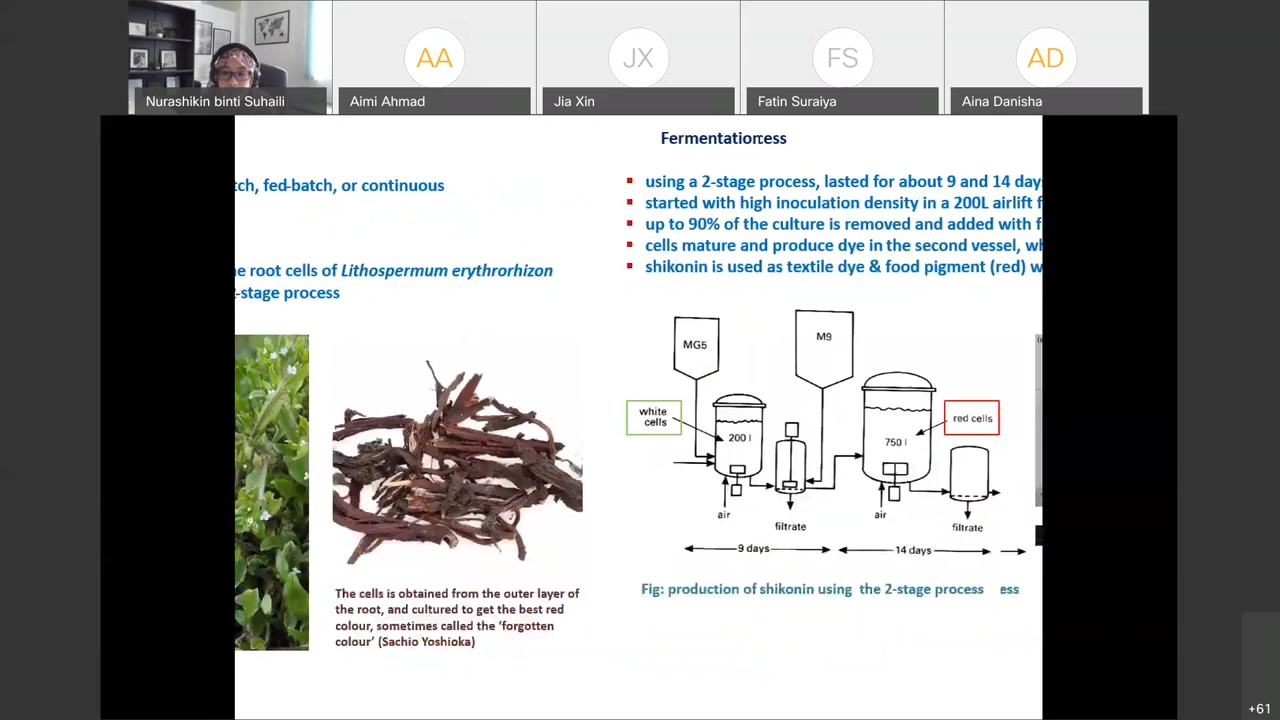 AA
JX
FS
AD
Nurashikin binti Suhaili
Aimi Ahmad
Jia Xin
Fatin Suraiya
Aina Danisha
tch, fed-batch, or continuous
e root cells of Lithospermum erythrorhizon
-stage process
The cells is obtained from the outer layer of
the root, and cultured to get the best red
colour, sometimes called the ‘forgotten
colour’ (Sachio Yoshioka)
Fermentation ess
using a 2-stage process, lasted for about 9 and 14 day
started with high inoculation density in a 200L airlift f
up to 90% of the culture is removed and added with f
cells mature and produce dye in the second vessel, wh
shikonin is used as textile dye & food pigment (red) w
MG5
M9
white
cells
200 l
750 l
red cells
air
filtrate
air
filtrate
9 days
14 days
Fig: production of shikonin using the 2-stage process ess
+61